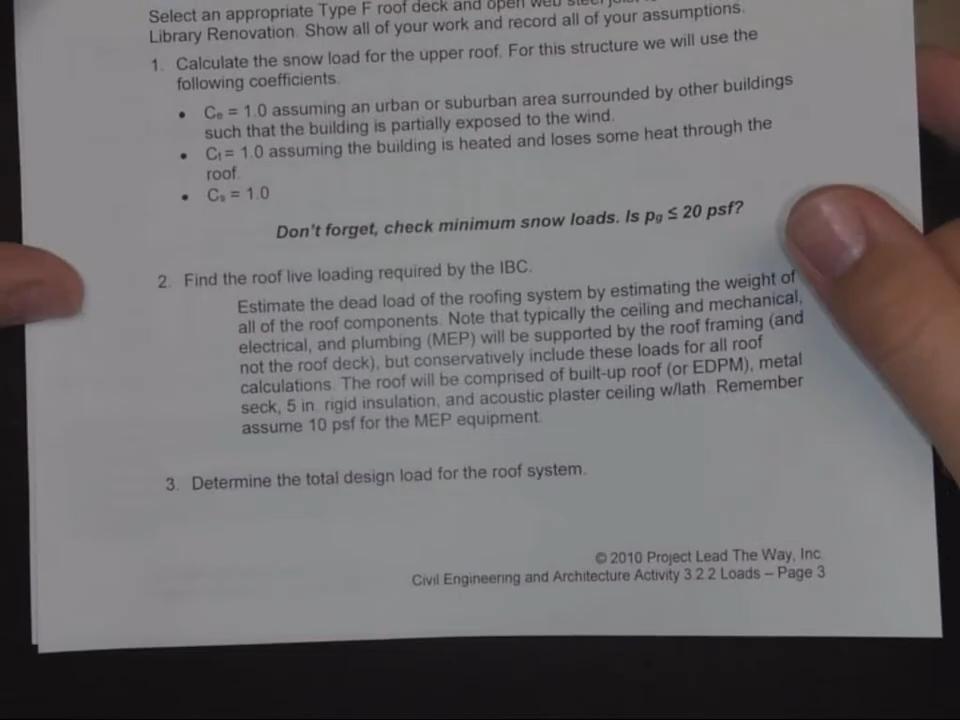 Select an appropriate Type F roof deck and open web steel
Library Renovation. Show all of your work and record all of your assumptions.
1. Calculate the snow load for the upper roof. For this structure we will use the
following coefficients.
• Ce = 1.0 assuming an urban or suburban area surrounded by other buildings
such that the building is partially exposed to the wind.
• Ct = 1.0 assuming the building is heated and loses some heat through the
roof.
• Cs = 1.0
Don't forget, check minimum snow loads. Is pg ≤ 20 psf?
2. Find the roof live loading required by the IBC.
Estimate the dead load of the roofing system by estimating the weight of
all of the roof components. Note that typically the ceiling and mechanical,
electrical, and plumbing (MEP) will be supported by the roof framing (and
not the roof deck), but conservatively include these loads for all roof
calculations. The roof will be comprised of built-up roof (or EDPM), metal
seck, 5 in. rigid insulation, and acoustic plaster ceiling w/lath. Remember
assume 10 psf for the MEP equipment.
3. Determine the total design load for the roof system.
© 2010 Project Lead The Way, Inc.
Civil Engineering and Architecture Activity 3.2.2 Loads – Page 3